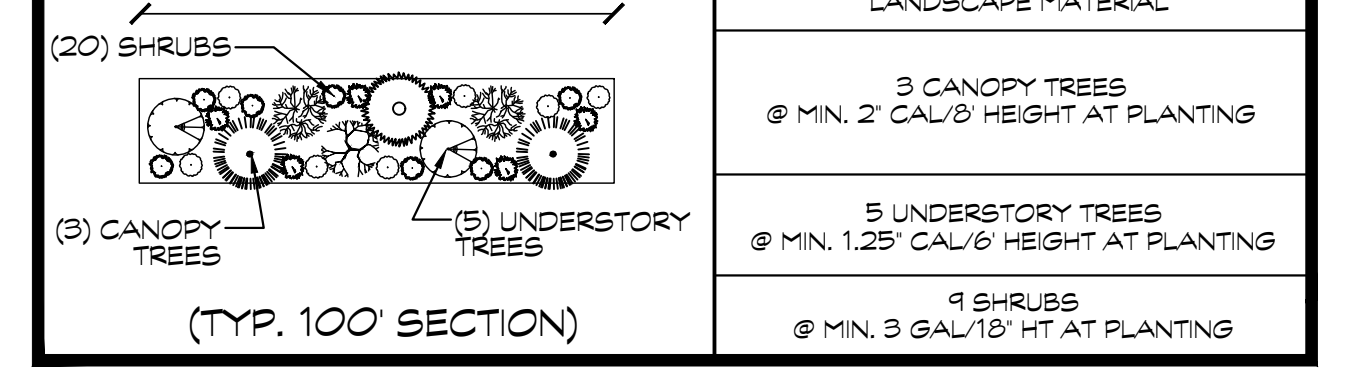 (20) SHRUBS
(3) CANOPY
TREES
(5) UNDERSTORY
TREES
(TYP. 100' SECTION)
LANDSCAPE MATERIAL
3 CANOPY TREES
@ MIN. 2" CAL/8' HEIGHT AT PLANTING
5 UNDERSTORY TREES
@ MIN. 1.25" CAL/6' HEIGHT AT PLANTING
9 SHRUBS
@ MIN. 3 GAL/18" HT AT PLANTING